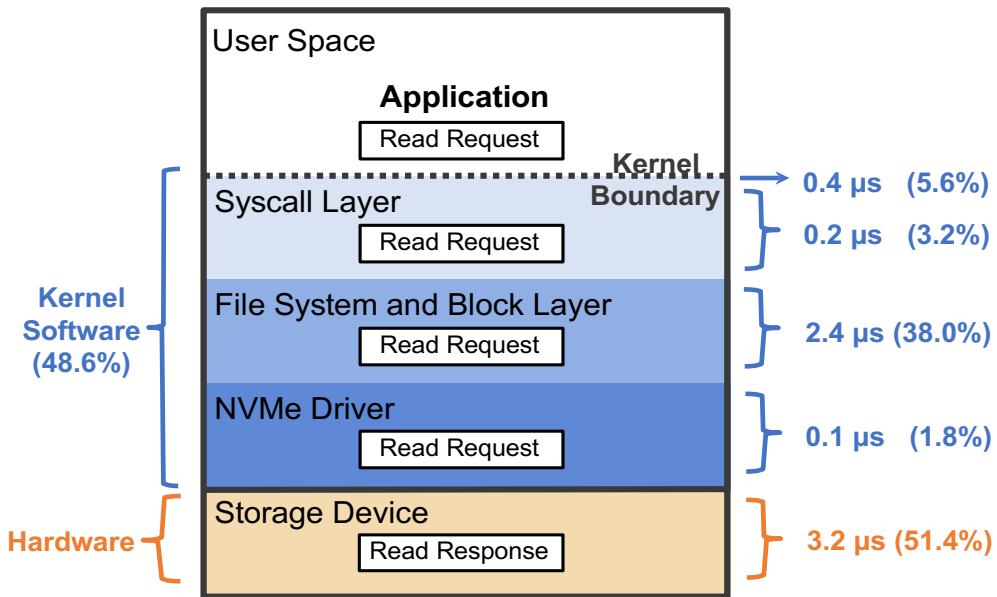 User Space
Application
Read Request
Kernel
Boundary
0.4 µs (5.6%)
Syscall Layer
Read Request
0.2 µs (3.2%)
Kernel
Software
(48.6%)
File System and Block Layer
Read Request
2.4 µs (38.0%)
NVMe Driver
Read Request
0.1 µs (1.8%)
Hardware
Storage Device
Read Response
3.2 µs (51.4%)